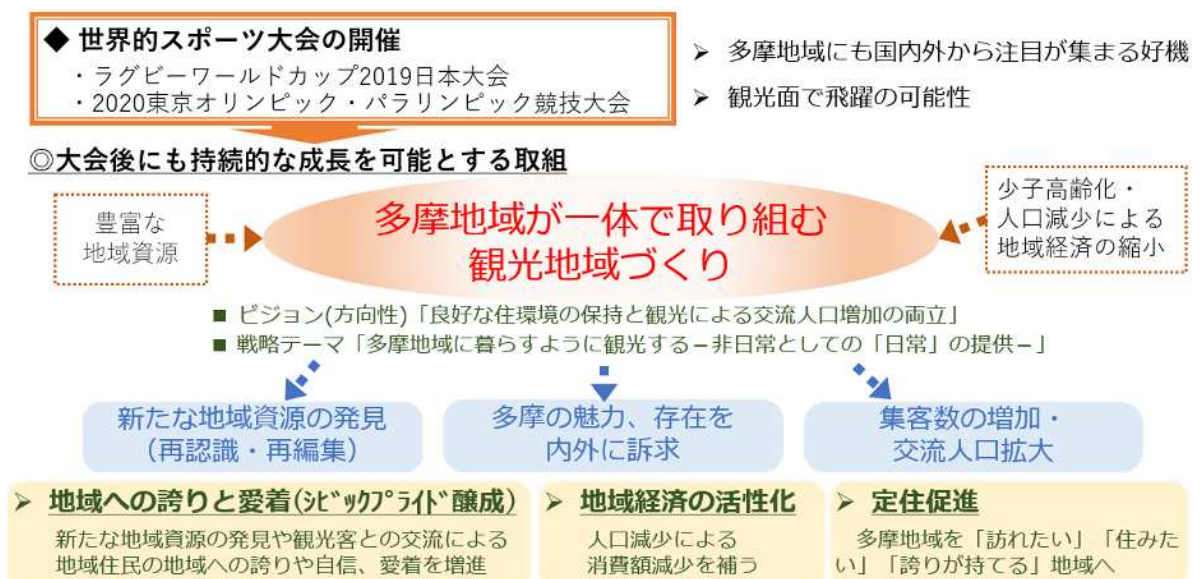 ◆ 世界的スポーツ大会の開催
・ラグビーワールドカップ2019日本大会
・2020東京オリンピック・パラリンピック競技大会
➢ 多摩地域にも国内外から注目が集まる好機
➢ 観光面で飛躍の可能性
◎大会後にも持続的な成長を可能とする取組
豊富な
地域資源
多摩地域が一体で取り組む
観光地域づくり
少子高齢化・
人口減少による
地域経済の縮小
■ ビジョン(方向性)「良好な住環境の保持と観光による交流人口増加の両立」
■ 戦略テーマ「多摩地域に暮らすように観光する－非日常としての「日常」の提供－」
新たな地域資源の発見
（再認識・再編集）
多摩の魅力、存在を
内外に訴求
集客数の増加・
交流人口拡大
➢ 地域への誇りと愛着(ｼﾋﾞｯｸﾌﾟﾗｲﾄﾞ醸成)
新たな地域資源の発見や観光客との交流による
地域住民の地域への誇りや自信、愛着を増進
➢ 地域経済の活性化
人口減少による
消費額減少を補う
➢ 定住促進
多摩地域を「訪れたい」「住みた
い」「誇りが持てる」地域へ